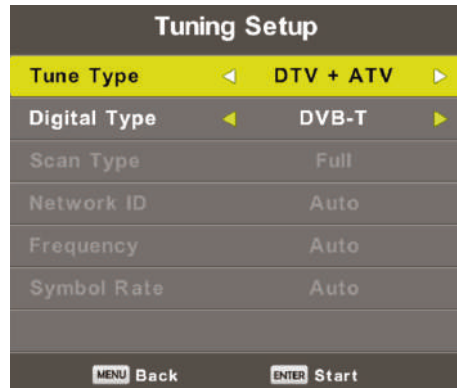 Tuning Setup
Tune Type DTV + ATV
Digital Type DVB-T
Scan Type Full
Network ID Auto
Frequency Auto
Symbol Rate Auto
MENU Back ENTER Start